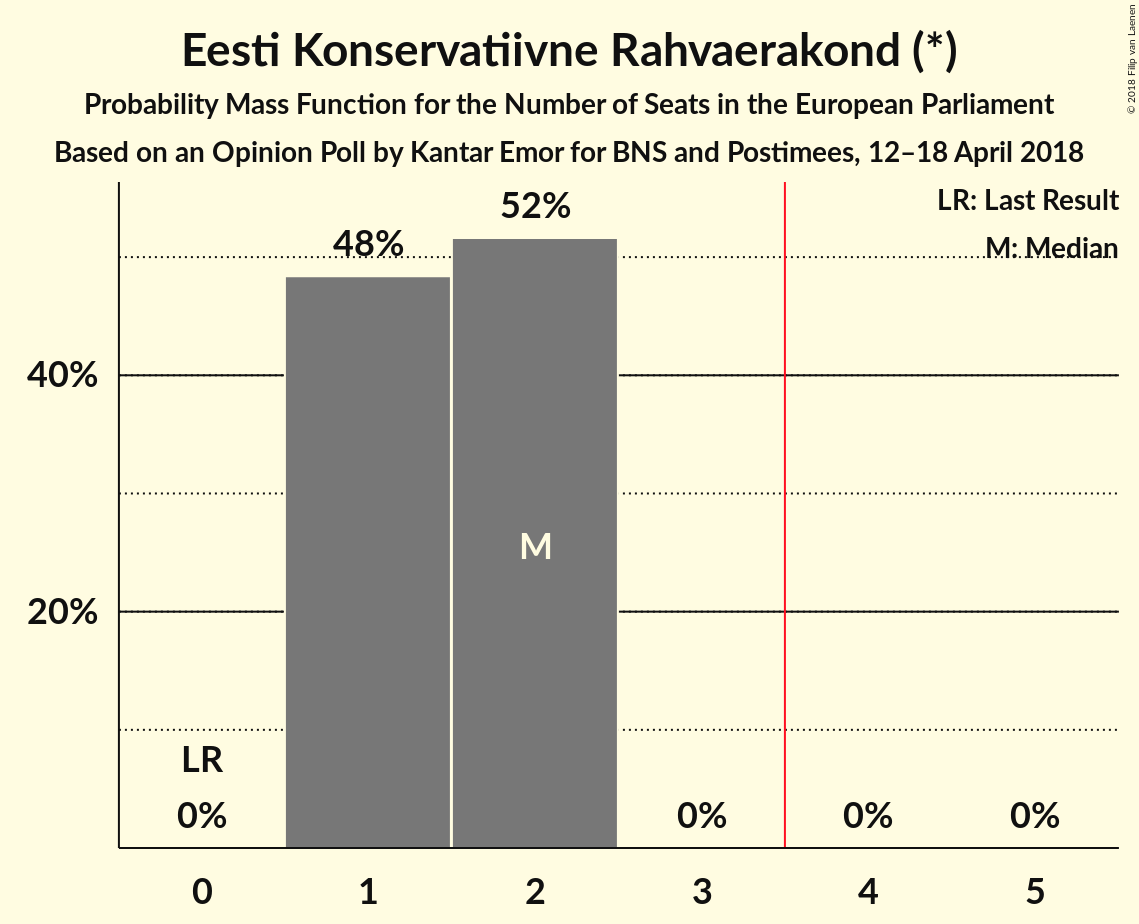 Eesti Konservatiivne Rahvaerakond (*)
Probability Mass Function for the Number of Seats in the European Parliament
Based on an Opinion Poll by Kantar Emor for BNS and Postimees, 12–18 April 2018
© 2018 Filip van Laenen
LR: Last Result
M: Median
52%
48%
40%
M
20%
LR
0%
0%
0%
0%
0
1
2
3
4
5